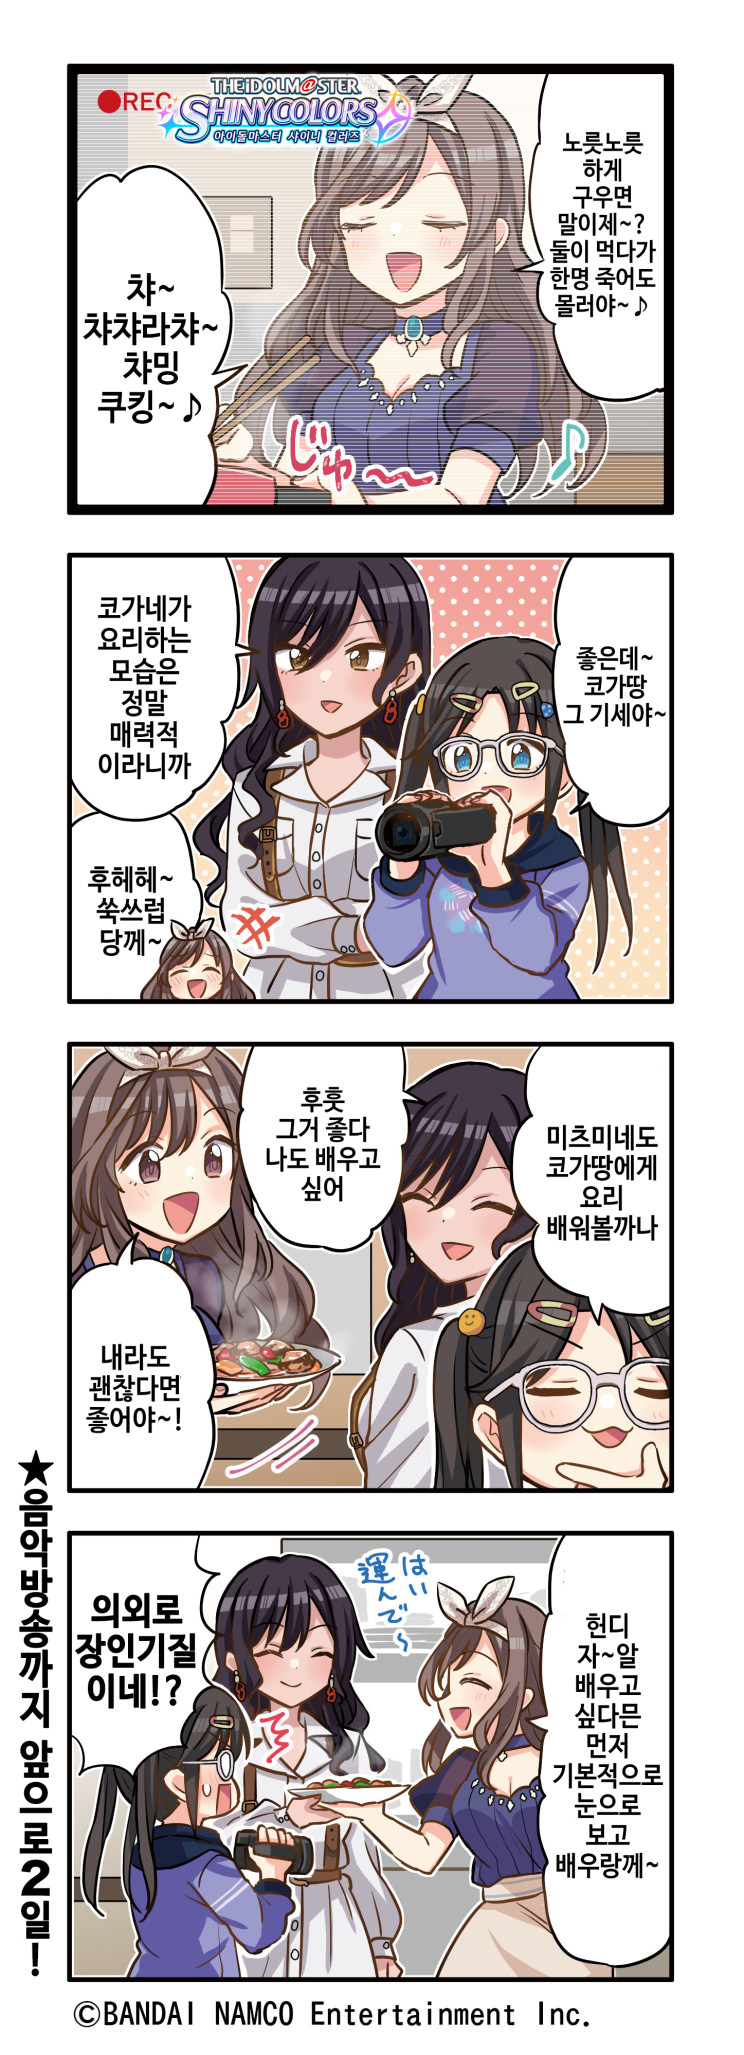 ●REC
THE iDOLM@STER
SHINYCOLORS
아이돌마스터 샤이니 컬러즈
노릇노릇
하게
구우면
말이제~?
둘이 먹다가
한명 죽어도
몰러야~♪
챠~
챠챠라챠~
챠밍
쿠킹~♪
じゅ〜
좋은데~
코가땅
그 기세야~
코가네가
요리하는
모습은
정말
매력적
이라니까
후헤헤~
쑥쓰럽
당께~
미츠미네도
코가땅에게
요리
배워볼까나
후훗
그거 좋다
나도 배우고
싶어
내라도
괜찮다면
좋어야~!
헌디
자~알
배우고
싶다믄
먼저
기본적으로
눈으로
보고
배우랑께~
はい
運んで〜
의외로
장인기질
이네!?
★음악방송까지 앞으로 2일!
©BANDAI NAMCO Entertainment Inc.